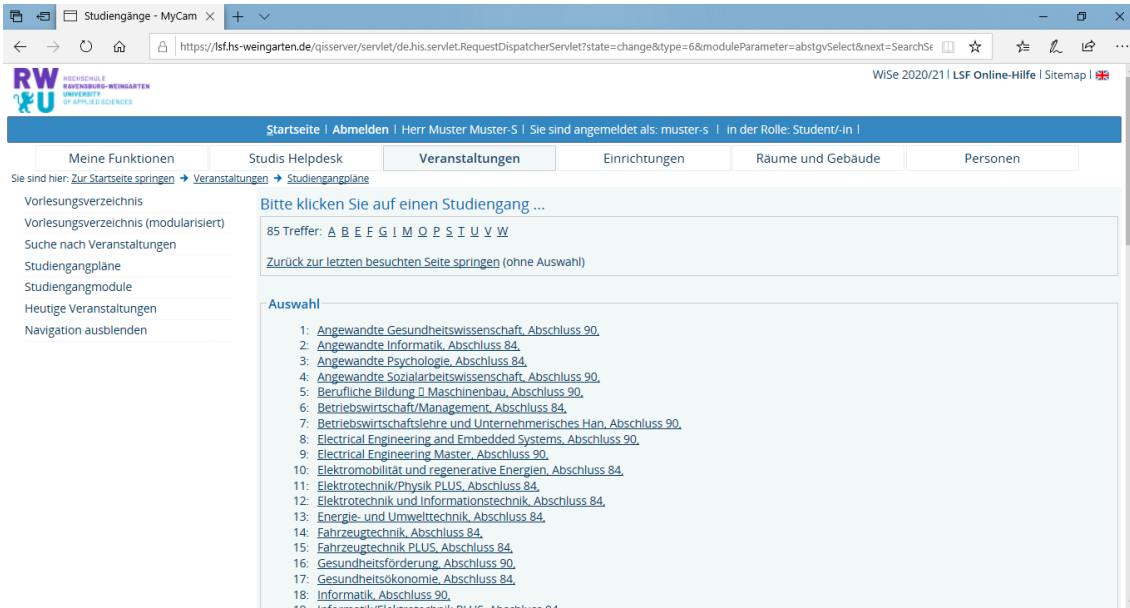 Studiengänge - MyCam
https://lsf.hs-weingarten.de/qisserver/servlet/de.his.servlet.RequestDispatcherServlet?state=change&type=6&moduleParameter=abstgvSelect&next=SearchSe
RWU
HOCHSCHULE
RAVENSBURG-WEINGARTEN
UNIVERSITY
OF APPLIED SCIENCES
WiSe 2020/21 | LSF Online-Hilfe | Sitemap |
Startseite | Abmelden | Herr Muster Muster-S | Sie sind angemeldet als: muster-s | in der Rolle: Student/-in |
Meine Funktionen Studis Helpdesk Veranstaltungen Einrichtungen Räume und Gebäude Personen
Sie sind hier: Zur Startseite springen → Veranstaltungen → Studiengangpläne
Vorlesungsverzeichnis
Vorlesungsverzeichnis (modularisiert)
Suche nach Veranstaltungen
Studiengangpläne
Studiengangmodule
Heutige Veranstaltungen
Navigation ausblenden
Bitte klicken Sie auf einen Studiengang ...
85 Treffer: A B E F G I M O P S T U V W
Zurück zur letzten besuchten Seite springen (ohne Auswahl)
Auswahl
1: Angewandte Gesundheitswissenschaft, Abschluss 90,
2: Angewandte Informatik, Abschluss 84,
3: Angewandte Psychologie, Abschluss 84,
4: Angewandte Sozialarbeitswissenschaft, Abschluss 90,
5: Berufliche Bildung ▯ Maschinenbau, Abschluss 90,
6: Betriebswirtschaft/Management, Abschluss 84,
7: Betriebswirtschaftslehre und Unternehmerisches Han, Abschluss 90,
8: Electrical Engineering and Embedded Systems, Abschluss 90,
9: Electrical Engineering Master, Abschluss 90,
10: Elektromobilität und regenerative Energien, Abschluss 84,
11: Elektrotechnik/Physik PLUS, Abschluss 84,
12: Elektrotechnik und Informationstechnik, Abschluss 84,
13: Energie- und Umwelttechnik, Abschluss 84,
14: Fahrzeugtechnik, Abschluss 84,
15: Fahrzeugtechnik PLUS, Abschluss 84,
16: Gesundheitsförderung, Abschluss 90,
17: Gesundheitsökonomie, Abschluss 84,
18: Informatik, Abschluss 90,
19: Informatik/Elektrotechnik PLUS, Abschluss 84,